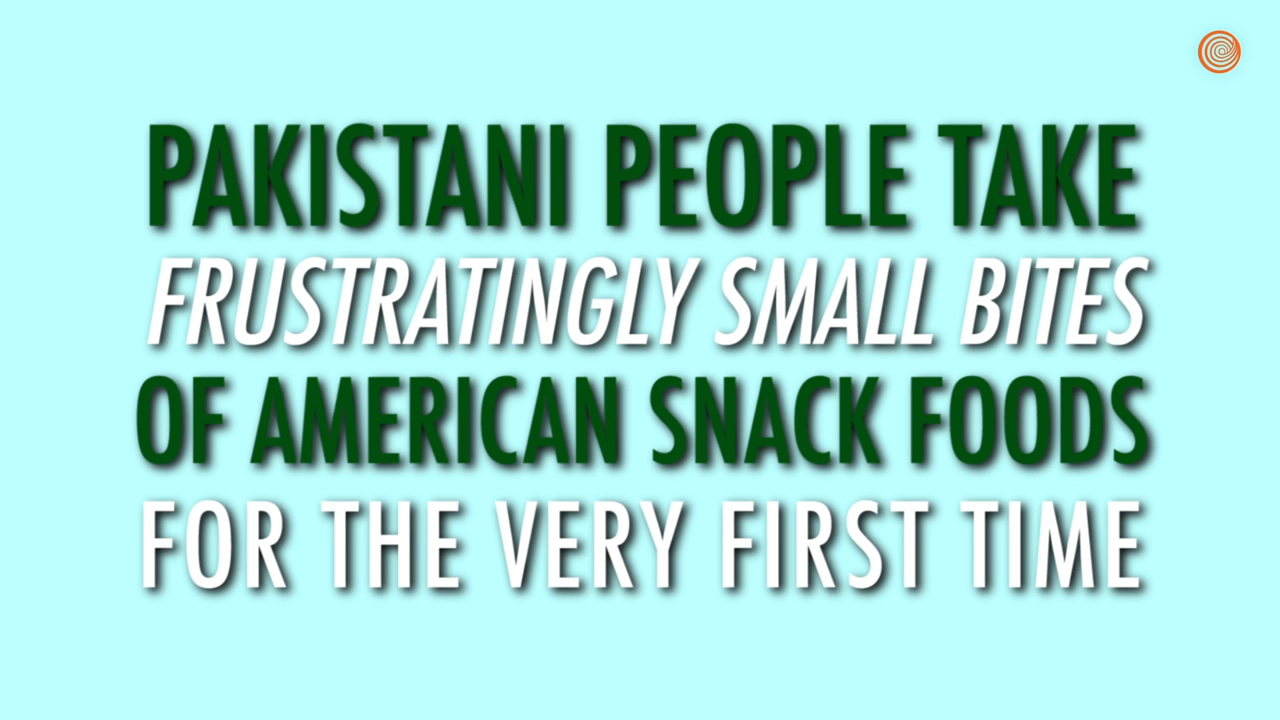 PAKISTANI PEOPLE TAKE
FRUSTRATINGLY SMALL BITES
OF AMERICAN SNACK FOODS
FOR THE VERY FIRST TIME